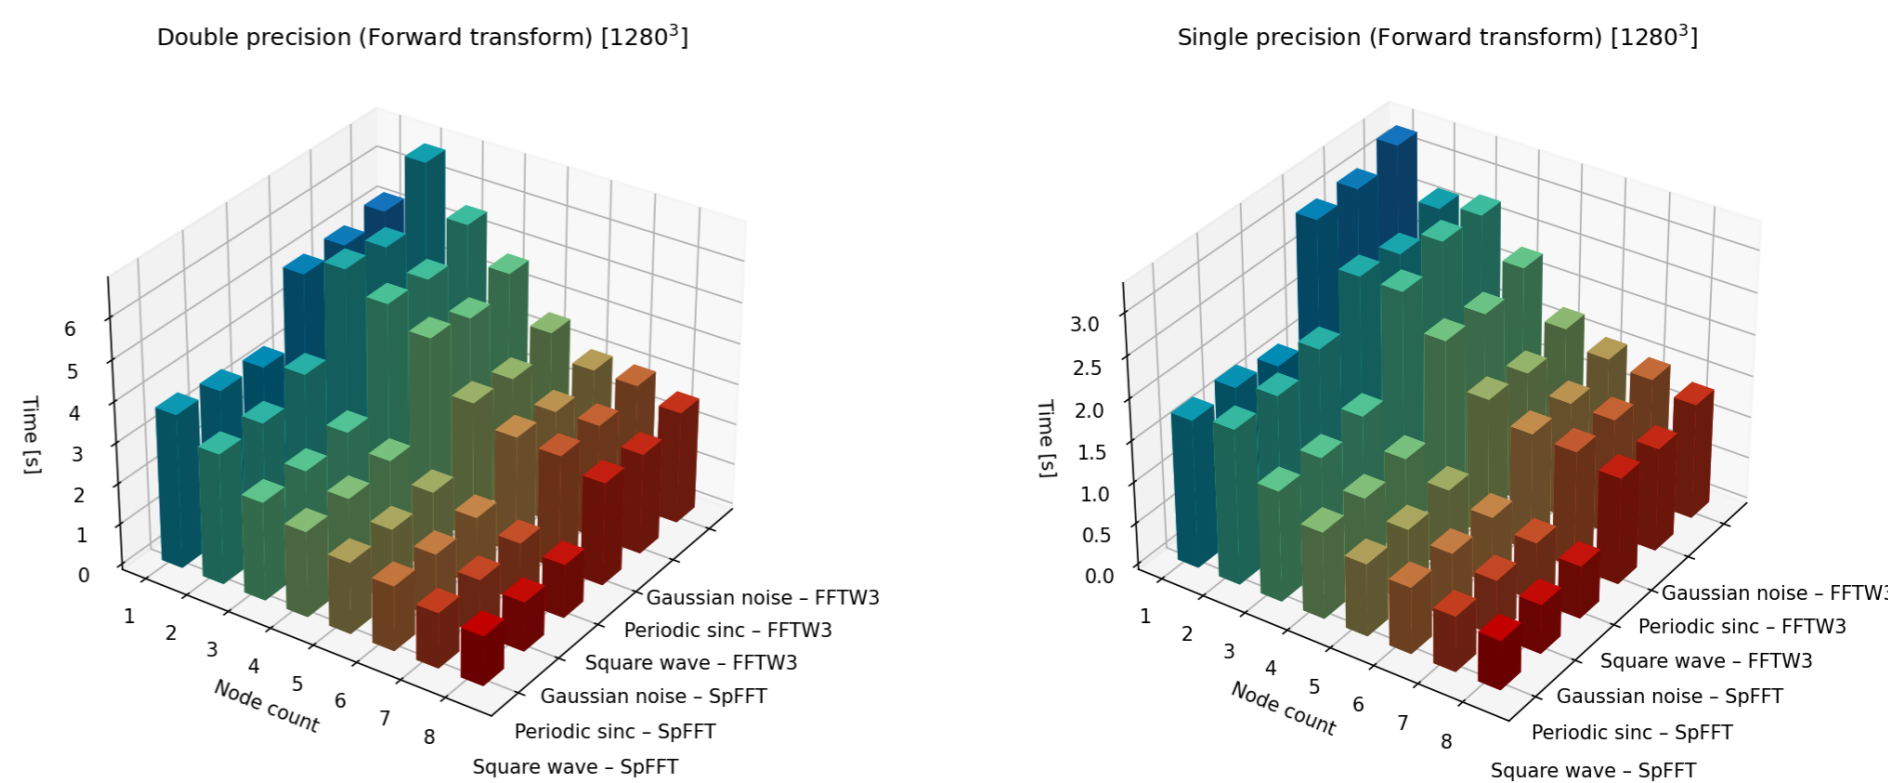 Double precision (Forward transform) [1280³]
Time [s]
6
5
4
3
2
1
0
1
2
3
4
5
6
7
8
Node count
Gaussian noise – FFTW3
Periodic sinc – FFTW3
Square wave – FFTW3
Gaussian noise – SpFFT
Periodic sinc – SpFFT
Square wave – SpFFT
Single precision (Forward transform) [1280³]
Time [s]
3.0
2.5
2.0
1.5
1.0
0.5
0.0
1
2
3
4
5
6
7
8
Node count
Gaussian noise – FFTW3
Periodic sinc – FFTW3
Square wave – FFTW3
Gaussian noise – SpFFT
Periodic sinc – SpFFT
Square wave – SpFFT